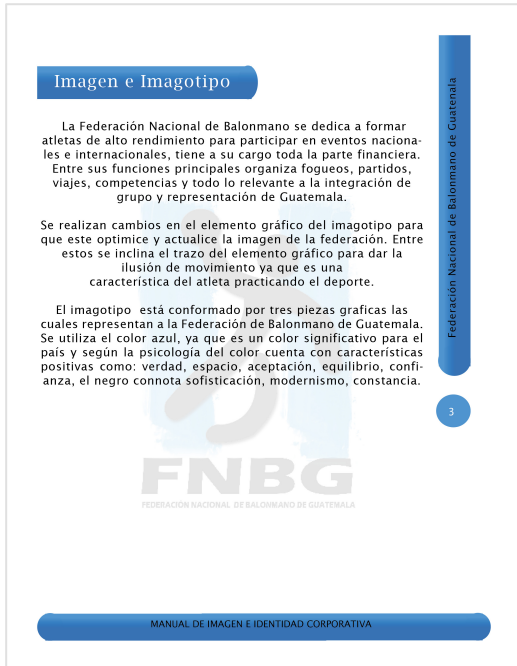 Imagen e Imagotipo
La Federación Nacional de Balonmano se dedica a formar
atletas de alto rendimiento para participar en eventos naciona-
les e internacionales, tiene a su cargo toda la parte financiera.
Entre sus funciones principales organiza fogueos, partidos,
viajes, competencias y todo lo relevante a la integración de
grupo y representación de Guatemala.
Se realizan cambios en el elemento gráfico del imagotipo para
que este optimice y actualice la imagen de la federación. Entre
estos se inclina el trazo del elemento gráfico para dar la
ilusión de movimiento ya que es una
característica del atleta practicando el deporte.
El imagotipo está conformado por tres piezas graficas las
cuales representan a la Federación de Balonmano de Guatemala.
Se utiliza el color azul, ya que es un color significativo para el
país y según la psicología del color cuenta con características
positivas como: verdad, espacio, aceptación, equilibrio, confi-
anza, el negro connota sofisticación, modernismo, constancia.
FNBG
FEDERACIÓN NACIONAL DE BALONMANO DE GUATEMALA
Federación Nacional de Balonmano de Guatenala
3
MANUAL DE IMAGEN E IDENTIDAD CORPORATIVA